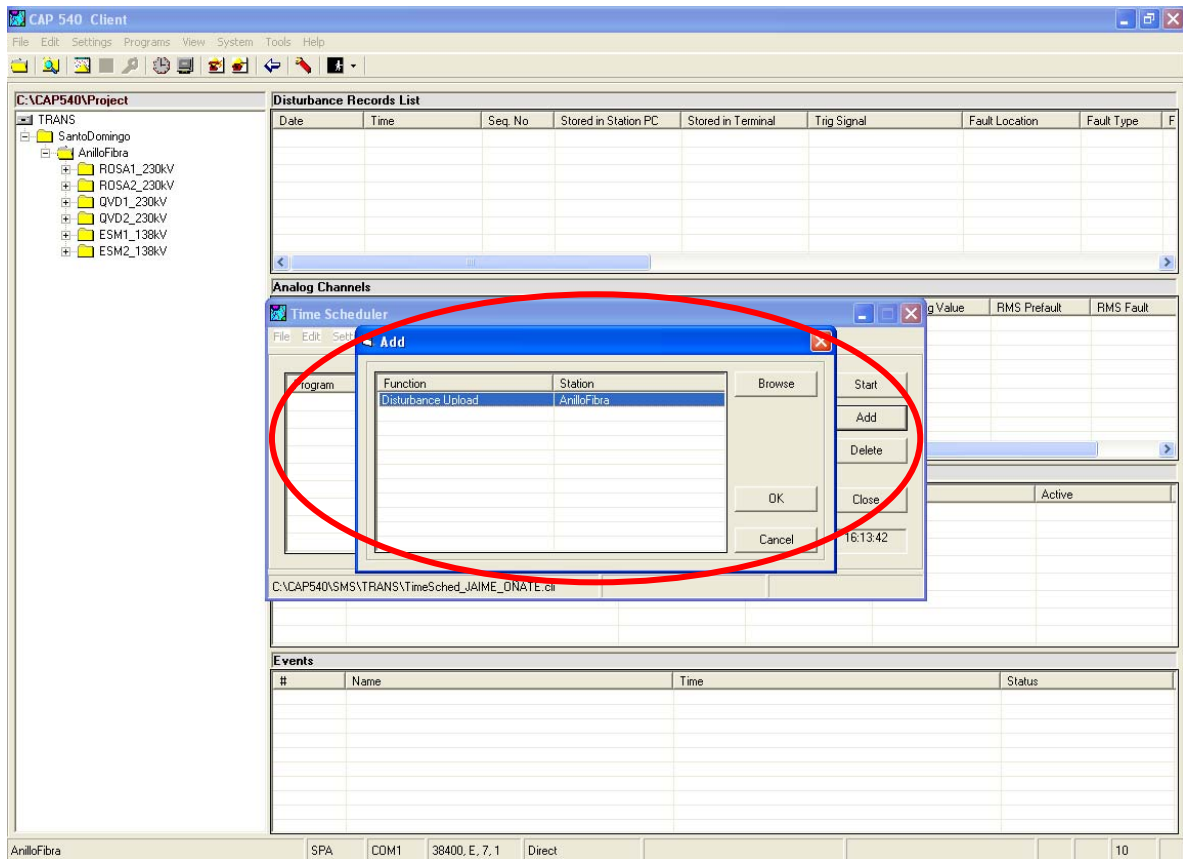 CAP 540 Client
File Edit Settings Programs View System Tools Help
C:\CAP540\Project
TRANS
SantoDomingo
AnilloFibra
ROSA1_230kV
ROSA2_230kV
QVD1_230kV
QVD2_230kV
ESM1_138kV
ESM2_138kV
Disturbance Records List
Date Time Seq. No Stored in Station PC Stored in Terminal Trig Signal Fault Location Fault Type F
Analog Channels
g Value RMS Prefault RMS Fault
Time Scheduler
File Edit Sett
Add
Program
Function Station
Disturbance Upload AnilloFibra
Browse
OK
Cancel
Start
Add
Delete
Close
16:13:42
C:\CAP540\SMS\TRANS\TimeSched_JAIME_OÑATE.cli
Active
Events
# Name Time Status
AnilloFibra SPA COM1 38400, E, 7, 1 Direct 10